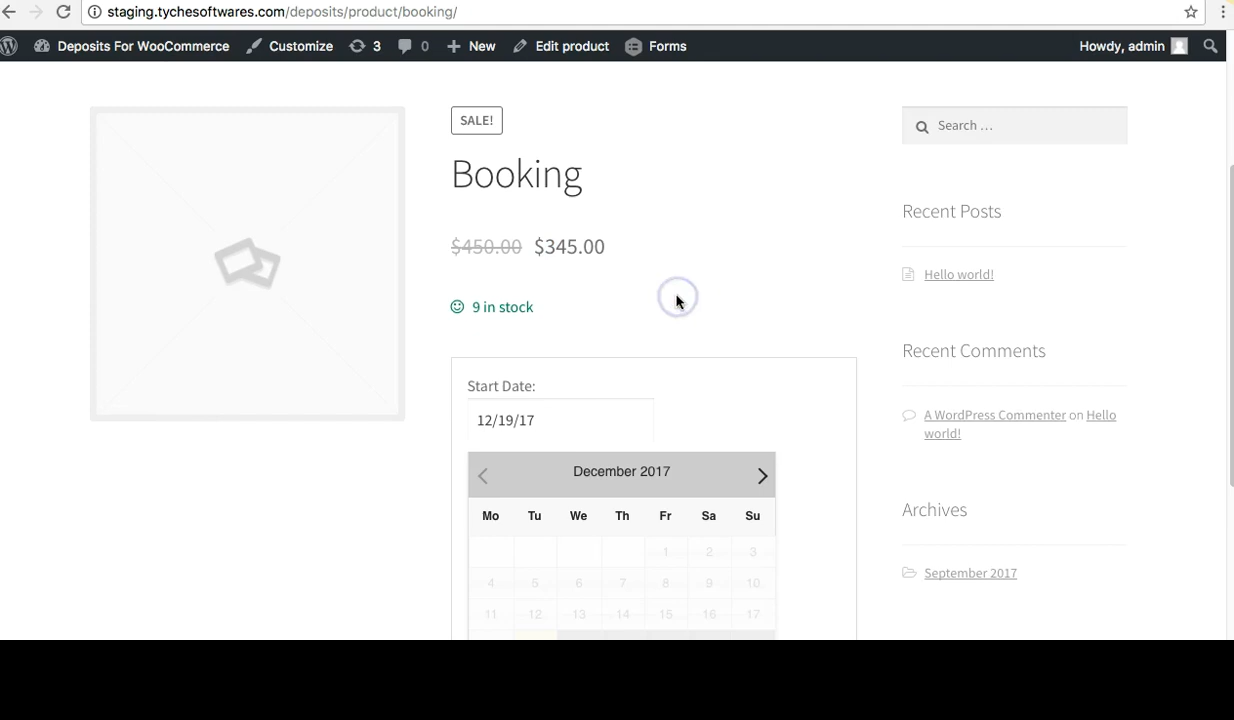 staging.tychesoftwares.com/deposits/product/booking/
Deposits For WooCommerce Customize 3 0 New Edit product Forms Howdy, admin
SALE!
Booking
$450.00 $345.00
9 in stock
Start Date:
12/19/17
December 2017
Mo Tu We Th Fr Sa Su
1 2 3
4 5 6 7 8 9 10
11 12 13 14 15 16 17
Search …
Recent Posts
Hello world!
Recent Comments
A WordPress Commenter on Hello
world!
Archives
September 2017